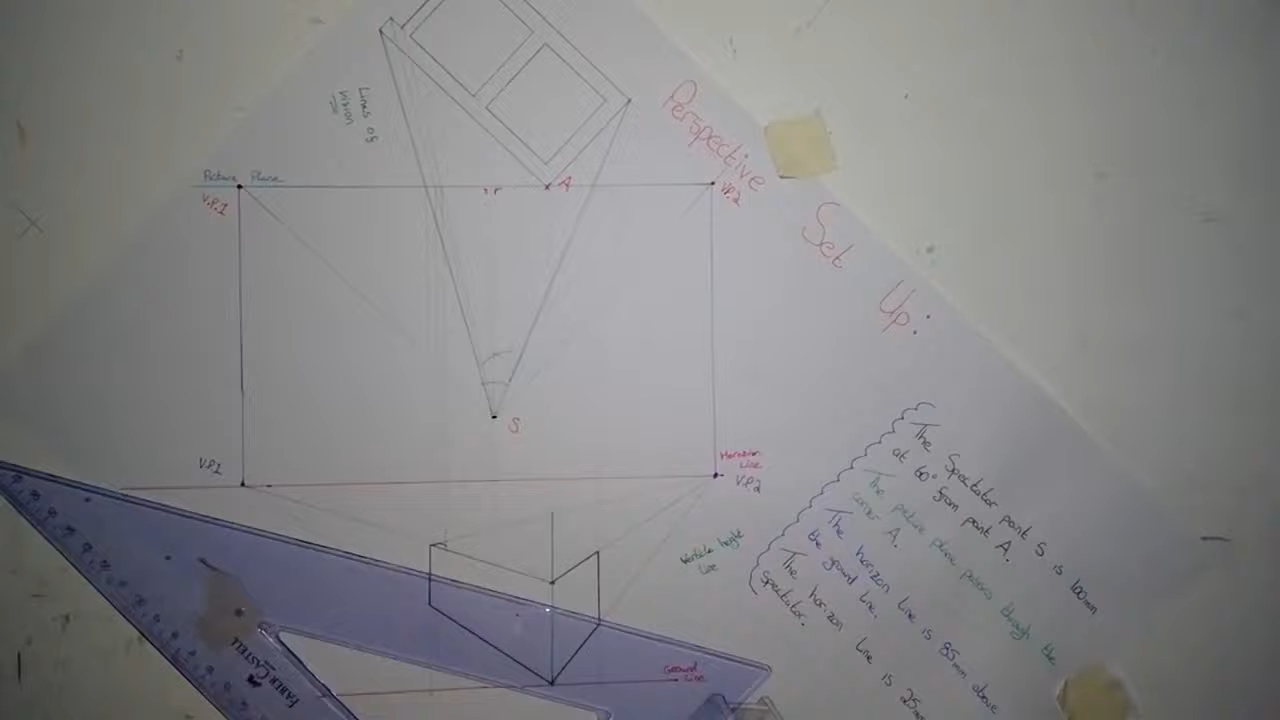 Perspective
Set
Up:
Lines of
vision
Picture Plane
V.P.1
A
V.P.2
S
V.P.1
Horizon
Line
V.P.2
Verticle height
Line
Ground
Line
FABER CASTELL
The Spectator point S is 100mm
at 60° from point A.
The picture plane passes through the
corner A.
The horizon line is 85mm above
the ground line.
The horizon line is 25mm
Spectator.